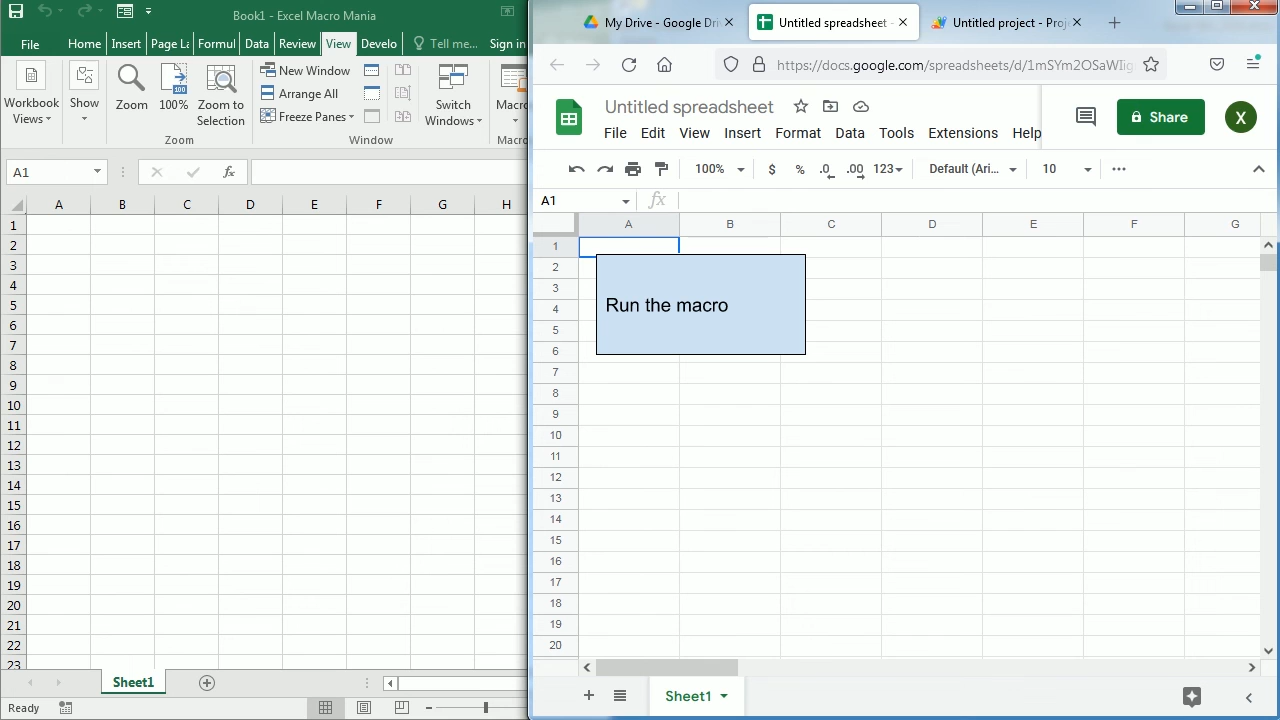 Book1 - Excel Macro Mania
File Home Insert Page La Formul Data Review View Develo Tell me... Sign in
Workbook Views
Show
Zoom
100%
Zoom to Selection
New Window
Arrange All
Freeze Panes
Switch Windows
Macro
Zoom
Window
A1
fx
A B C D E F G H
1
2
3
4
5
6
7
8
9
10
11
12
13
14
15
16
17
18
19
20
21
22
23
Sheet1
Ready
My Drive - Google Dri
Untitled spreadsheet -
Untitled project - Proj
https://docs.google.com/spreadsheets/d/1mSYm2OSaWIig
Untitled spreadsheet
File Edit View Insert Format Data Tools Extensions Help
Share
X
100% $ % .0 .00 123 Default (Ari... 10
A1
fx
A B C D E F G
1
2
3
4
5
6
7
8
9
10
11
12
13
14
15
16
17
18
19
20
Run the macro
Sheet1